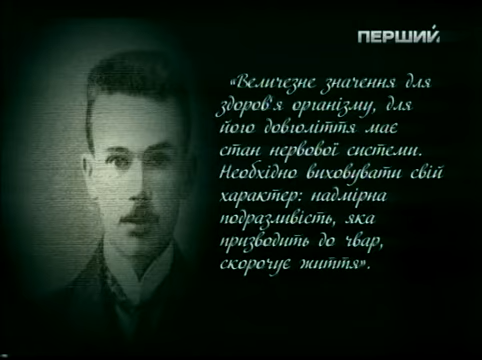 ПЕРШИЙ
«Величезне значення для
здоров'я організму, для
його довголіття має
стан нервової системи.
Необхідно виховувати свій
характер: надмірна
подразливість, яка
призводить до чвар,
скорочує життя».